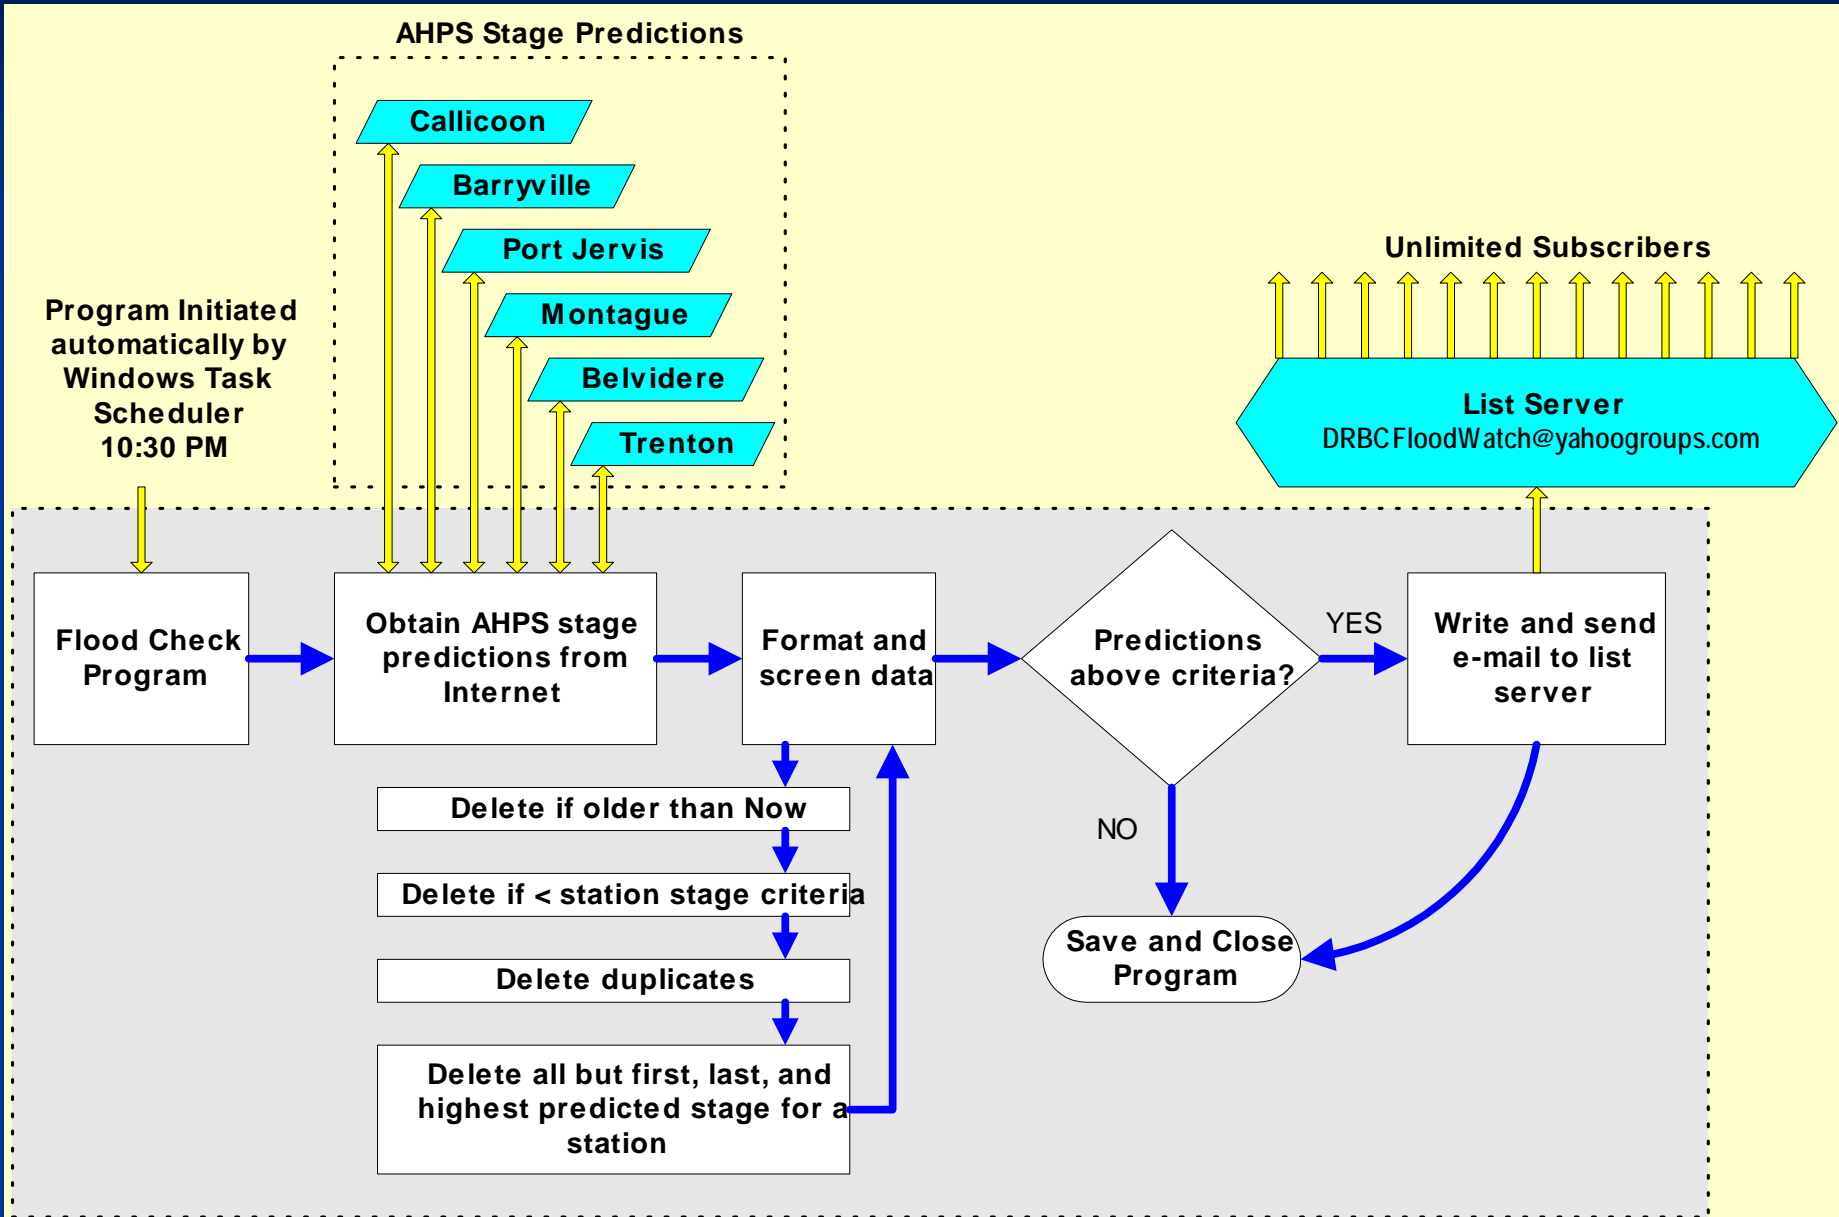 AHPS Stage Predictions
Callicoon
Barryville
Port Jervis
Montague
Belvidere
Trenton
Program Initiated
automatically by
Windows Task
Scheduler
10:30 PM
Unlimited Subscribers
List Server
DRBCFloodWatch@yahoogroups.com
Flood Check
Program
Obtain AHPS stage
predictions from
Internet
Format and
screen data
Predictions
above criteria?
YES
Write and send
e-mail to list
server
Delete if older than Now
Delete if < station stage criteria
Delete duplicates
Delete all but first, last, and
highest predicted stage for a
station
NO
Save and Close
Program